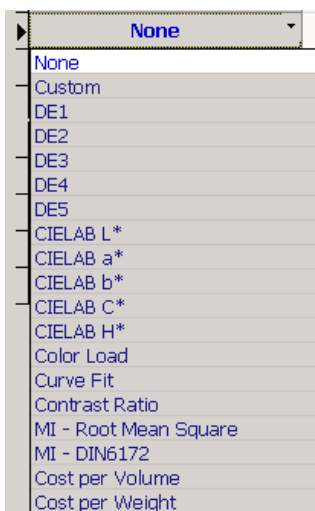 None
None
Custom
DE1
DE2
DE3
DE4
DE5
CIELAB L*
CIELAB a*
CIELAB b*
CIELAB C*
CIELAB H*
Color Load
Curve Fit
Contrast Ratio
MI - Root Mean Square
MI - DIN6172
Cost per Volume
Cost per Weight